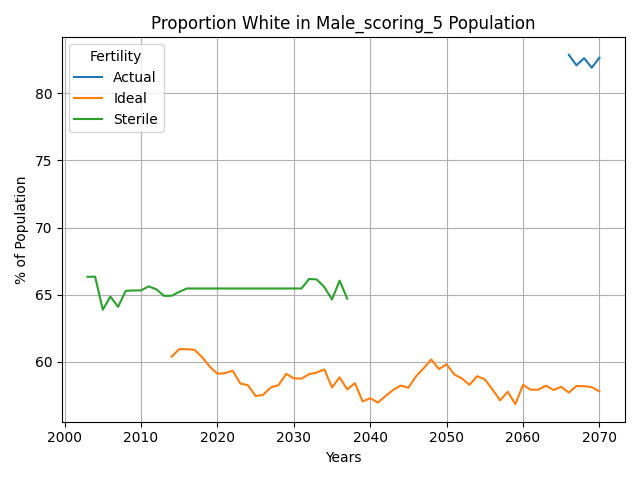 Proportion White in Male_scoring_5 Population
Fertility
Actual
Ideal
Sterile
% of Population
80
75
70
65
60
2000
2010
2020
2030
2040
2050
2060
2070
Years